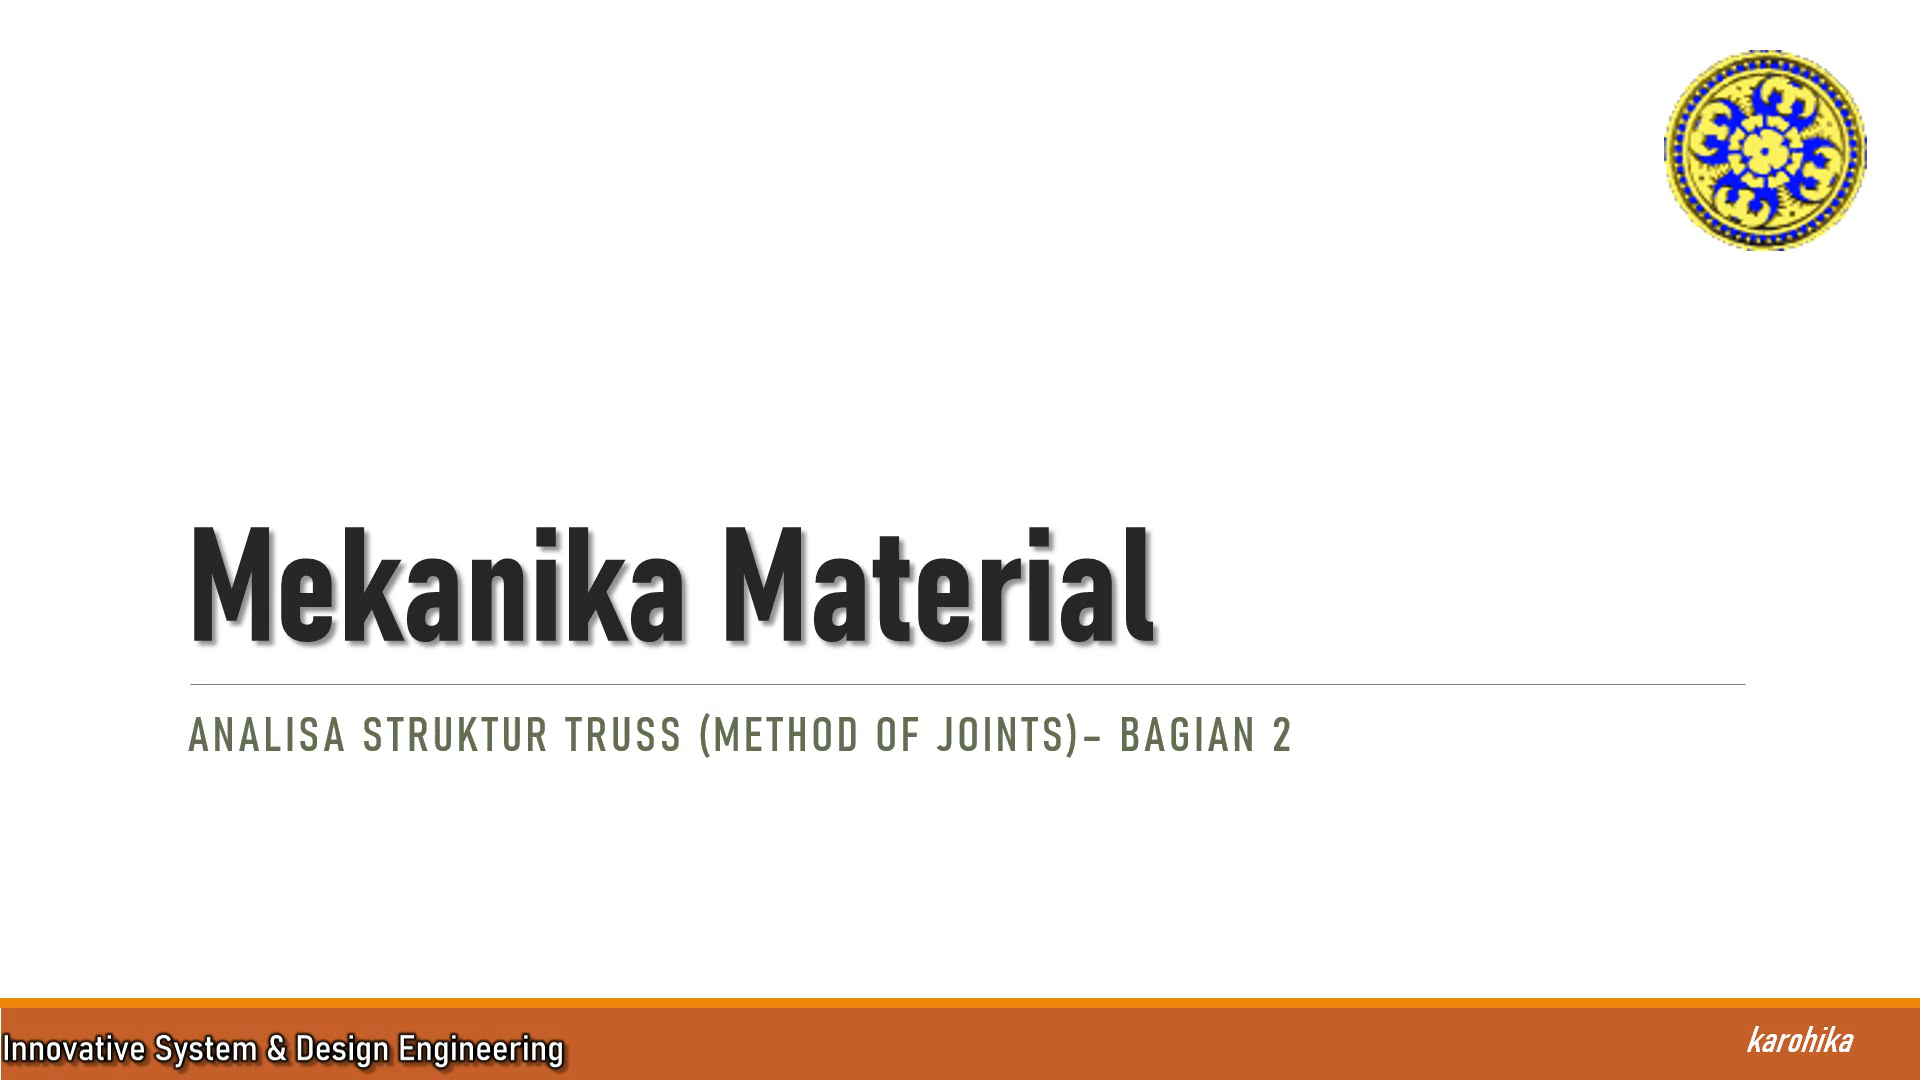 Mekanika Material
ANALISA STRUKTUR TRUSS (METHOD OF JOINTS)– BAGIAN 2
Innovative System & Design Engineering
karohika